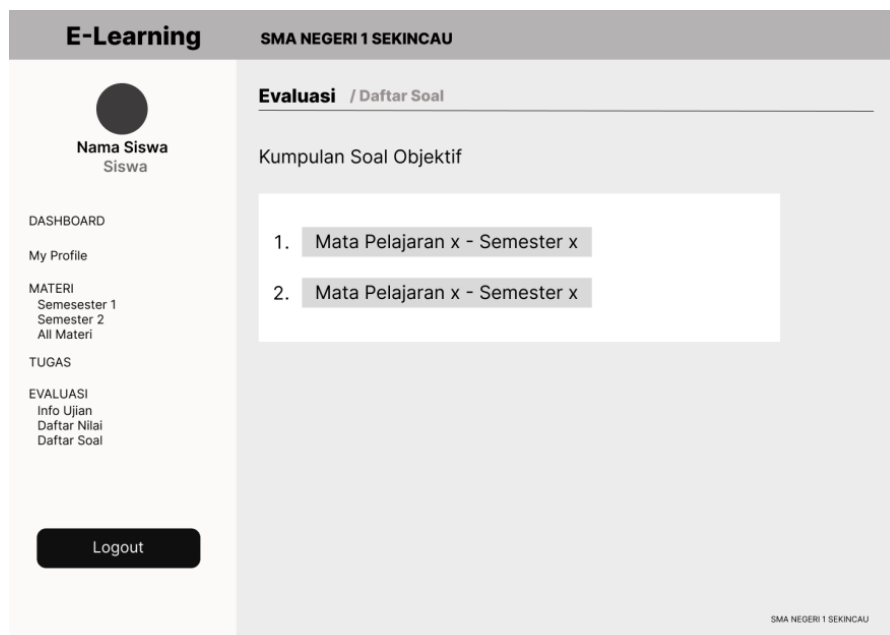 E-Learning
SMA NEGERI 1 SEKINCAU
Nama Siswa
Siswa
DASHBOARD
My Profile
MATERI
Semesester 1
Semester 2
All Materi
TUGAS
EVALUASI
Info Ujian
Daftar Nilai
Daftar Soal
Logout
Evaluasi / Daftar Soal
Kumpulan Soal Objektif
1. Mata Pelajaran x - Semester x
2. Mata Pelajaran x - Semester x
SMA NEGERI 1 SEKINCAU